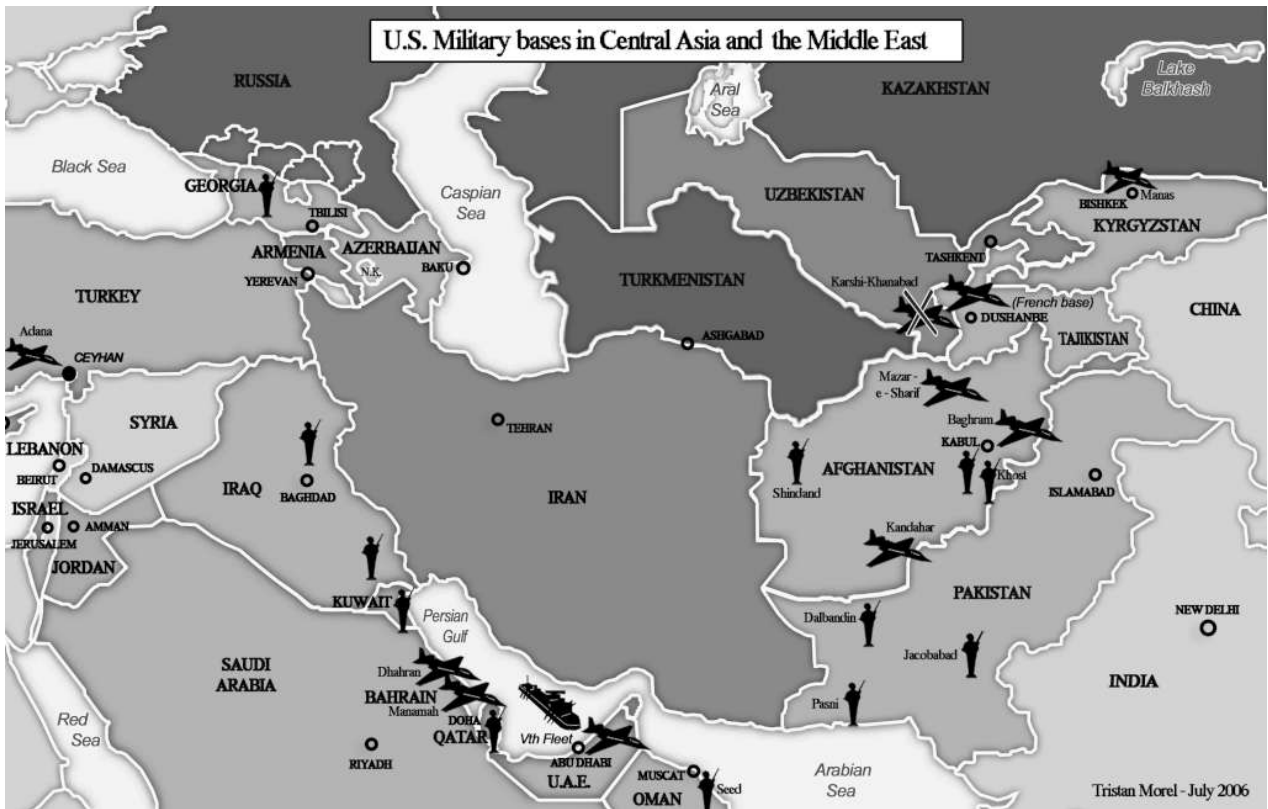 U.S. Military bases in Central Asia and the Middle East
RUSSIA
KAZAKHSTAN
Lake
Balkhash
Aral
Sea
Black Sea
GEORGIA
Caspian
Sea
UZBEKISTAN
BISHKEK
Manas
KYRGYZSTAN
TBILISI
ARMENIA
AZERBAIJAN
YEREVAN
N.K.
BAKU
TASHKENT
TURKEY
TURKMENISTAN
Karshi-Khanabad
(French base)
DUSHANBE
CHINA
Adana
CEYHAN
ASHGABAD
TAJIKISTAN
Mazar -
e - Sharif
SYRIA
TEHRAN
Baghram
KABUL
LEBANON
BEIRUT
DAMASCUS
IRAQ
BAGHDAD
IRAN
Shindand
AFGHANISTAN
Khost
ISLAMABAD
ISRAEL
AMMAN
JERUSALEM
JORDAN
Kandahar
KUWAIT
Persian
Gulf
PAKISTAN
Dalbandin
NEW DELHI
SAUDI
ARABIA
Dhahran
BAHRAIN
Manamah
Jacobabad
INDIA
Pasni
Red
Sea
DOHA
QATAR
Vth Fleet
RIYADH
ABU DHABI
U.A.E.
MUSCAT
Seed
OMAN
Arabian
Sea
Tristan Morel - July 2006